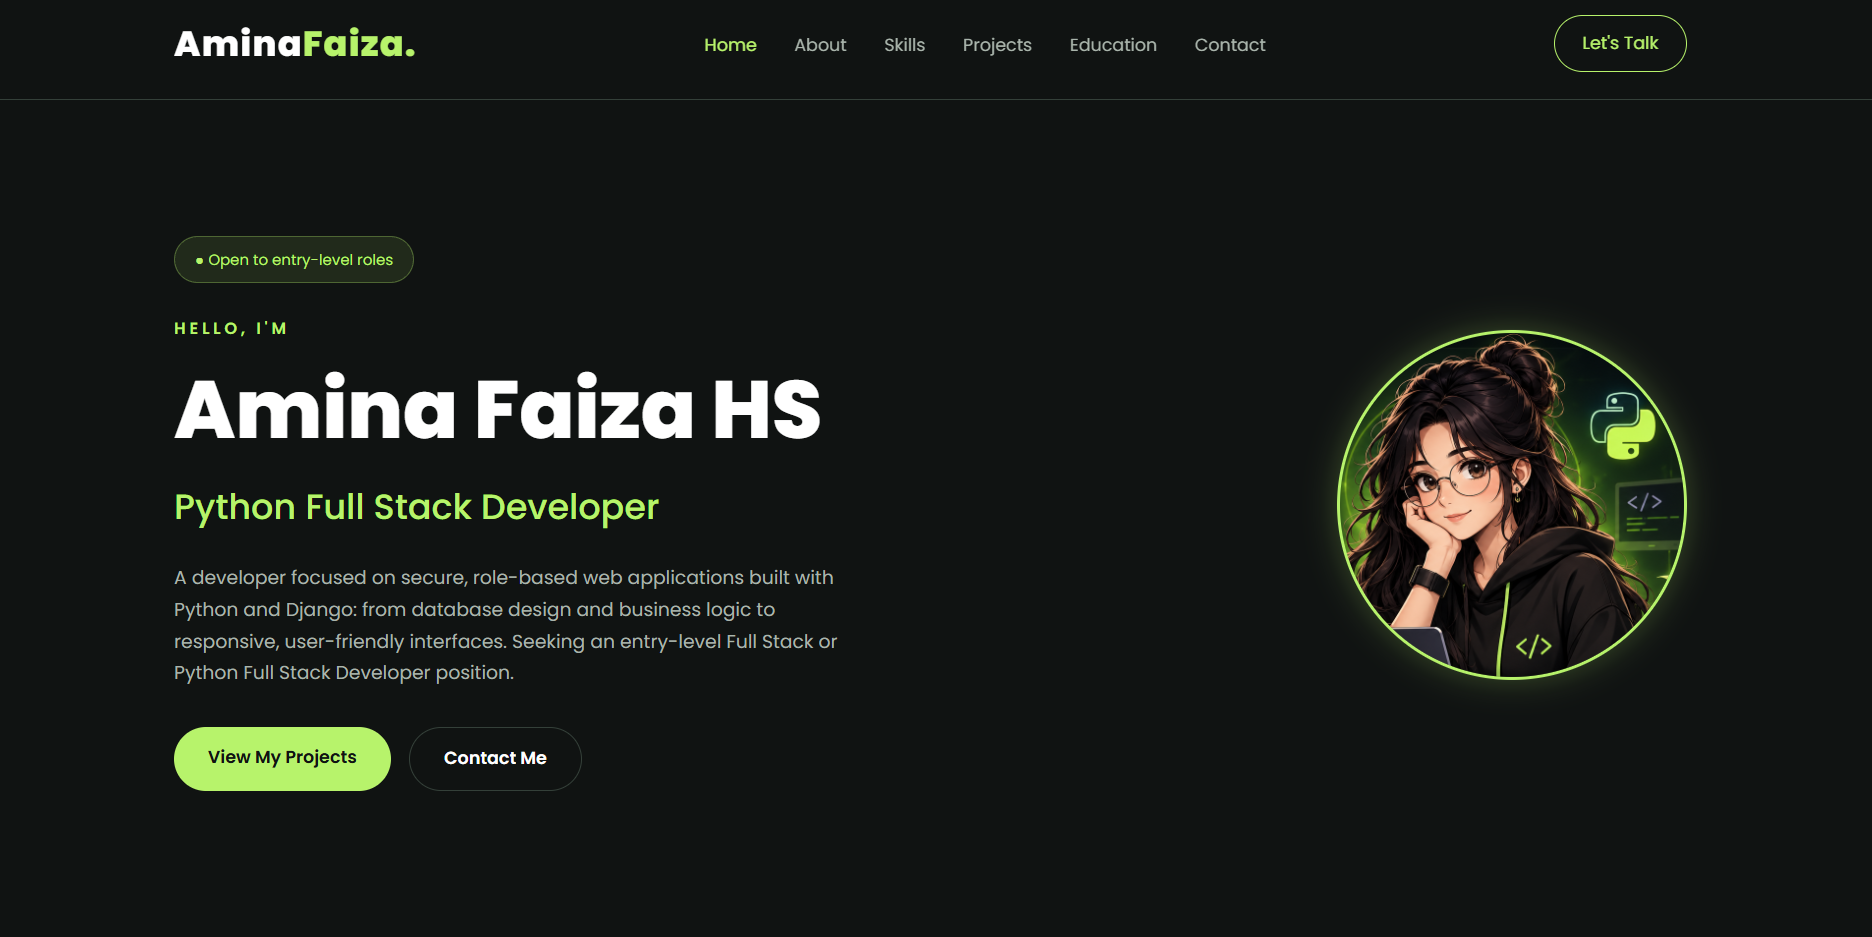 AminaFaiza.
Home About Skills Projects Education Contact
Let's Talk
Open to entry-level roles
HELLO, I'M
Amina Faiza HS
Python Full Stack Developer
A developer focused on secure, role-based web applications built with
Python and Django: from database design and business logic to
responsive, user-friendly interfaces. Seeking an entry-level Full Stack or
Python Full Stack Developer position.
View My Projects
Contact Me
</>
</>